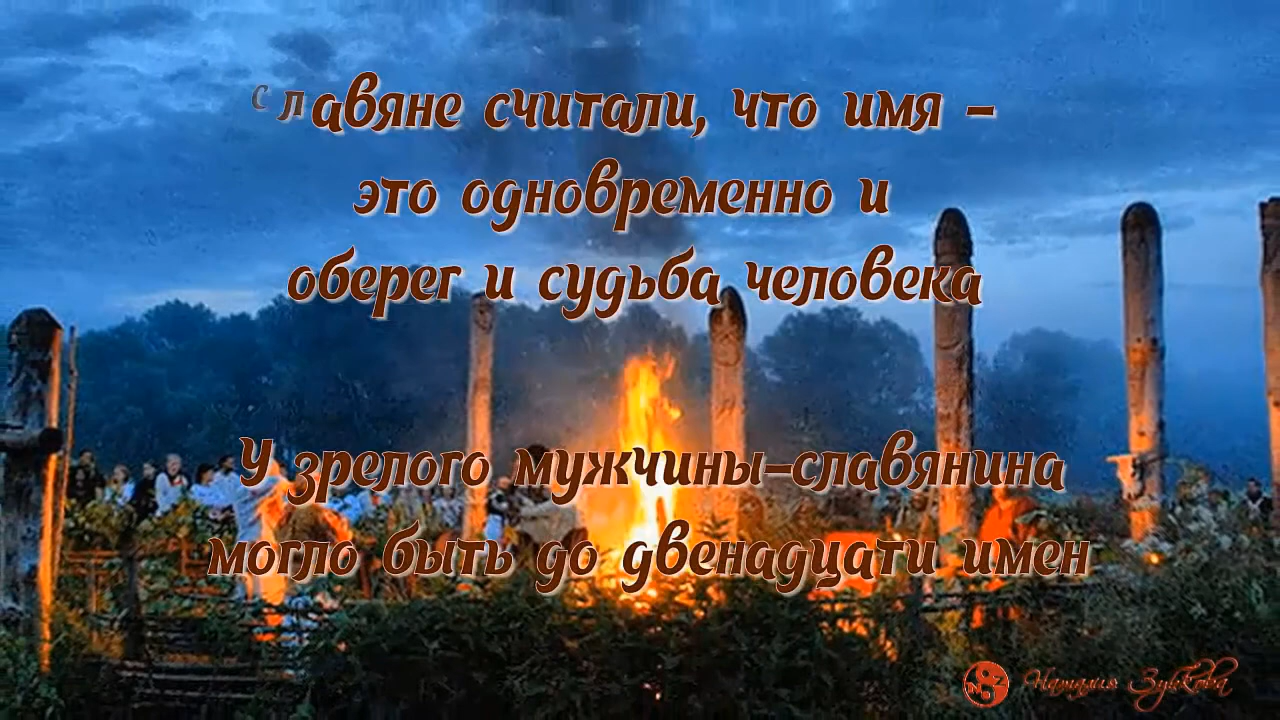 славяне считали, что имя –
это одновременно и
оберег и судьба человека
У зрелого мужчины-славянина
могло быть до двенадцати имен
Наталия Зубкова